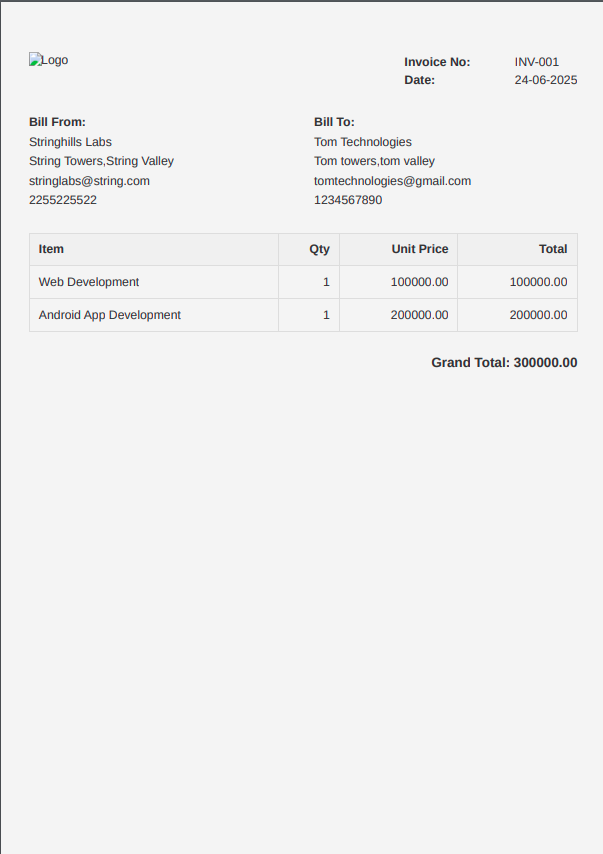 Logo
Invoice No: INV-001
Date: 24-06-2025
Bill From:
Stringhills Labs
String Towers,String Valley
stringlabs@string.com
2255225522
Bill To:
Tom Technologies
Tom towers,tom valley
tomtechnologies@gmail.com
1234567890
Item Qty Unit Price Total
Web Development 1 100000.00 100000.00
Android App Development 1 200000.00 200000.00
Grand Total: 300000.00